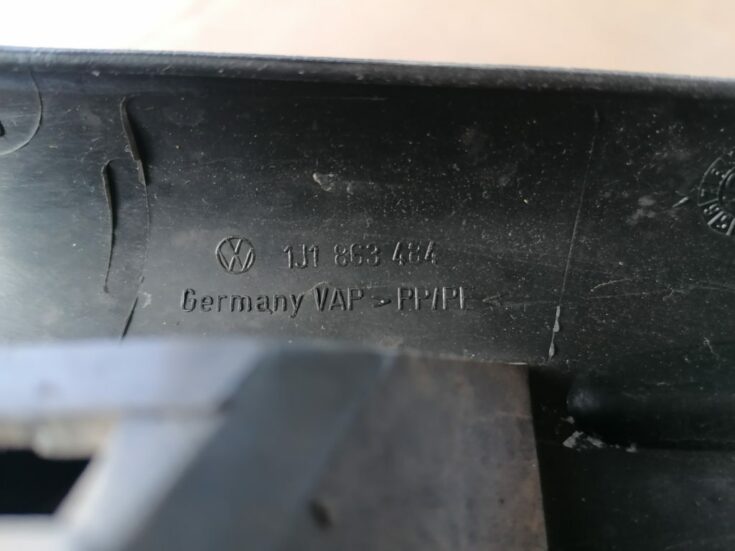 1J1 863 484
Germany VAP >PP/PE<